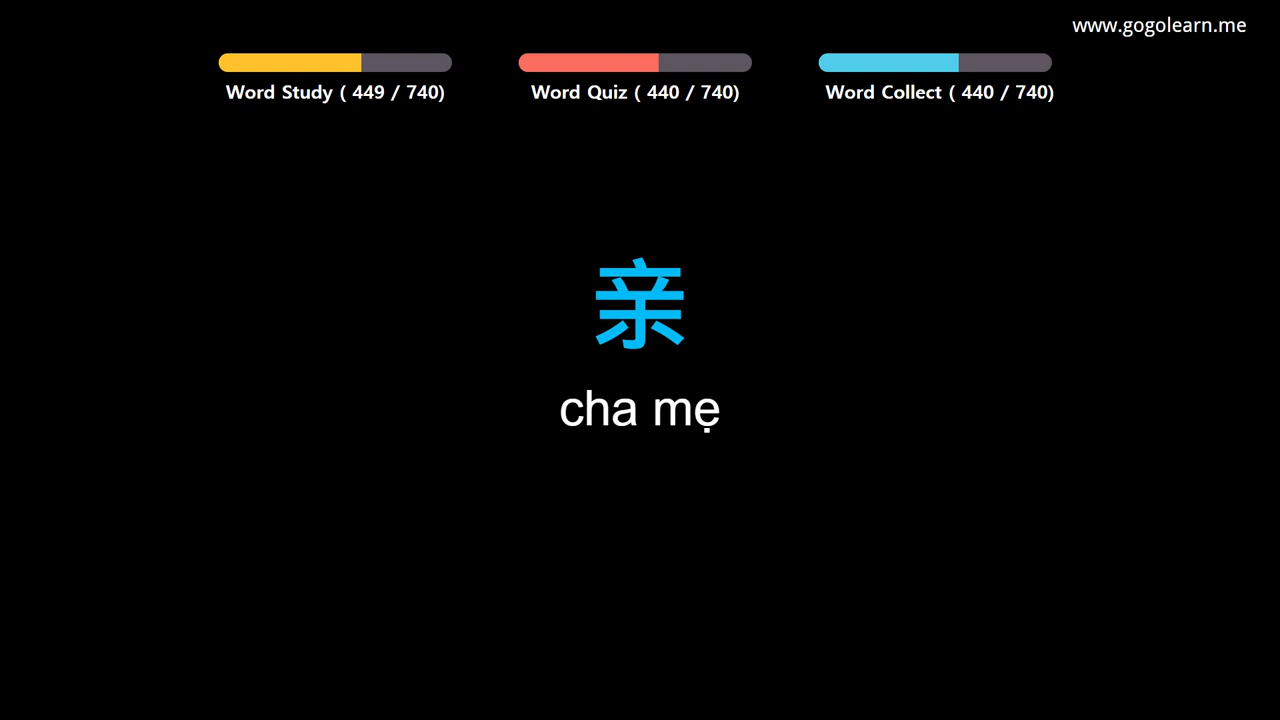 www.gogolearn.me
Word Study ( 449 / 740)
Word Quiz ( 440 / 740)
Word Collect ( 440 / 740)
亲
cha mẹ